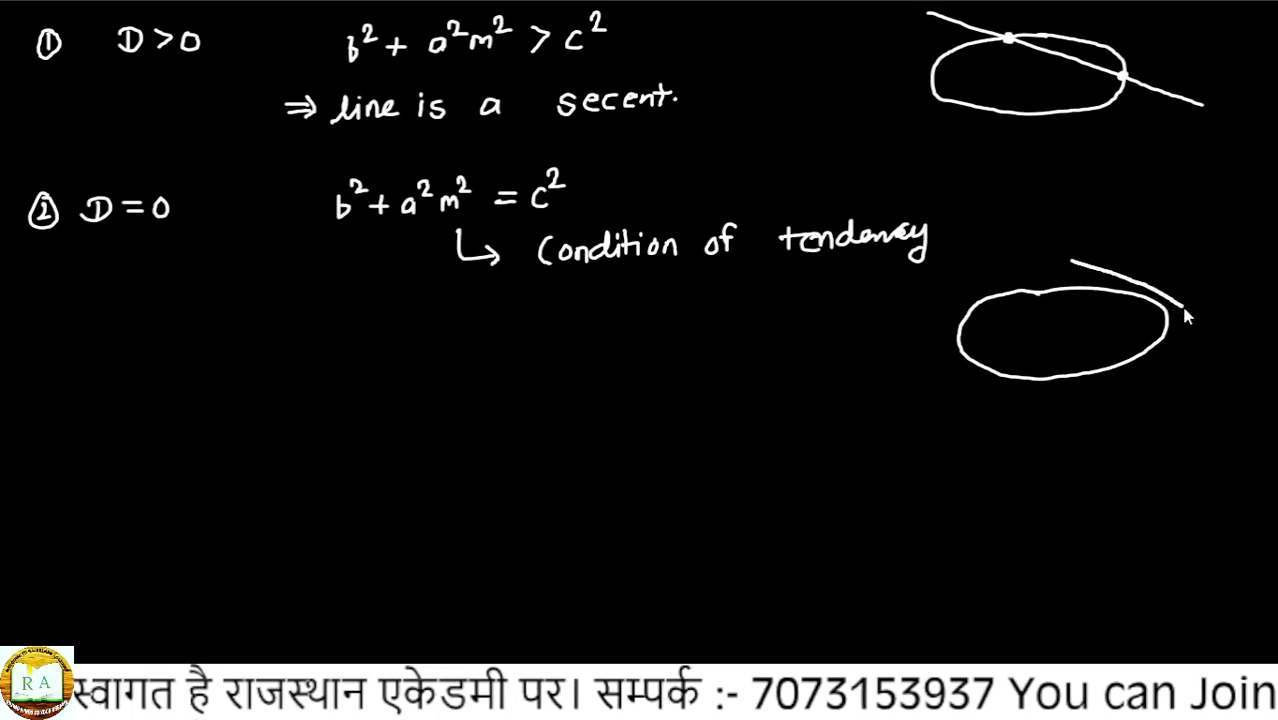 ① D > 0 b² + a²m² > c²
⇒ line is a secent.
② D = 0 b² + a²m² = c²
↳ Condition of tendency
R A
स्वागत है राजस्थान एकेडमी पर। सम्पर्क :- 7073153937 You can Join